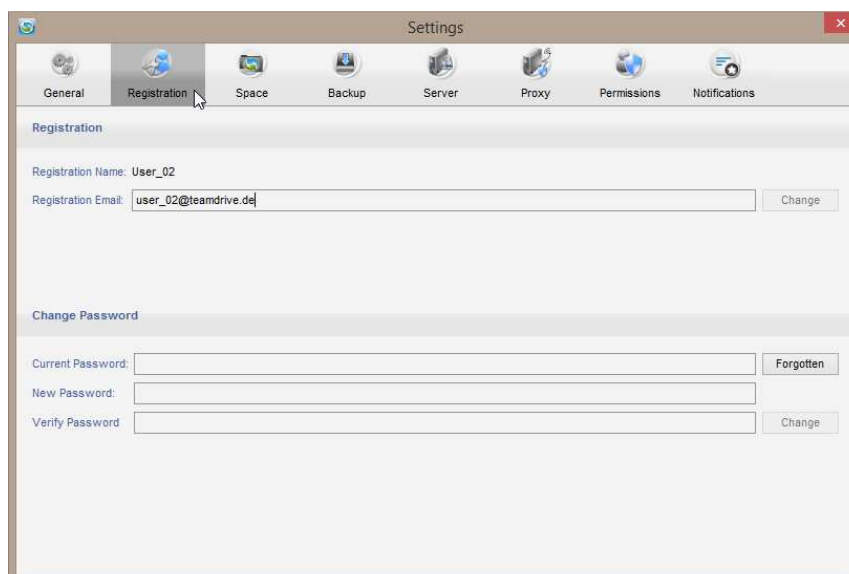 Settings
General Registration Space Backup Server Proxy Permissions Notifications
Registration
Registration Name: User_02
Registration Email: user_02@teamdrive.de Change
Change Password
Current Password: Forgotten
New Password:
Verify Password Change